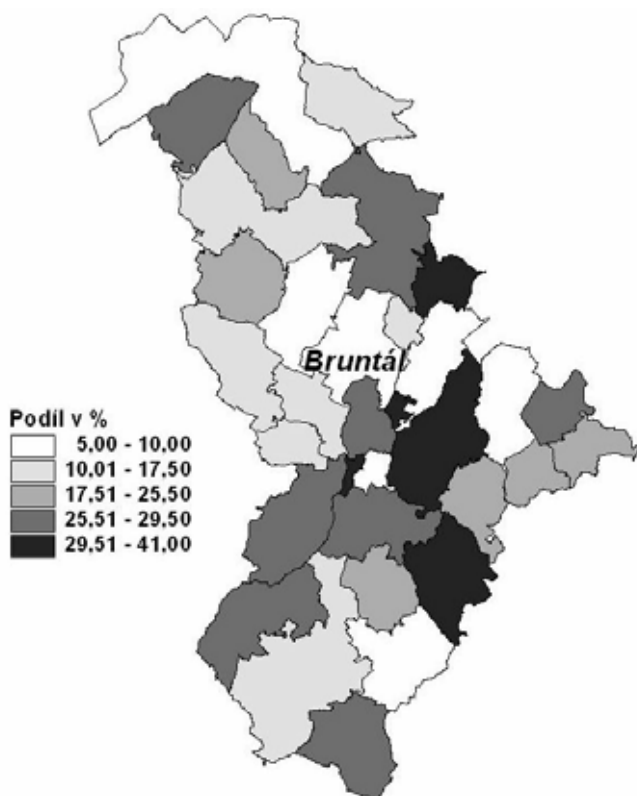 Bruntál
Podíl v %
5,00 - 10,00
10,01 - 17,50
17,51 - 25,50
25,51 - 29,50
29,51 - 41,00